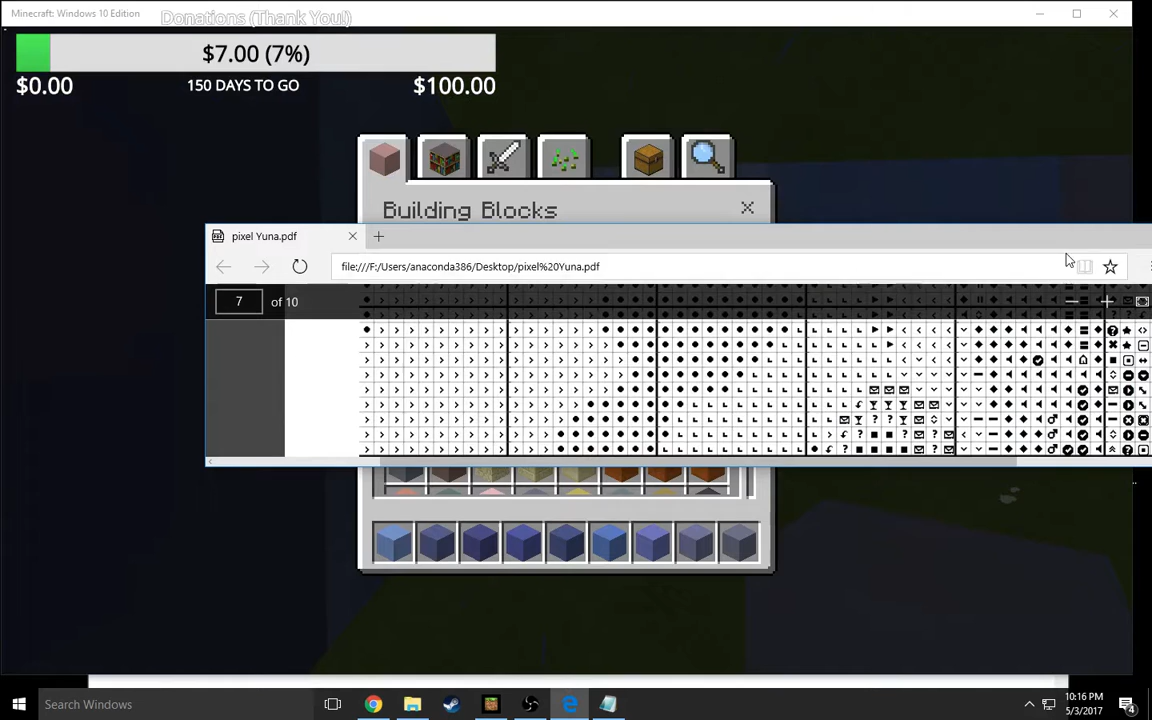 Minecraft: Windows 10 Edition
Donations (Thank You!)
$7.00 (7%)
$0.00
150 DAYS TO GO
$100.00
Building Blocks
pixel Yuna.pdf
file:///F:/Users/anaconda386/Desktop/pixel%20Yuna.pdf
7
of 10
Search Windows
10:16 PM
5/3/2017
4